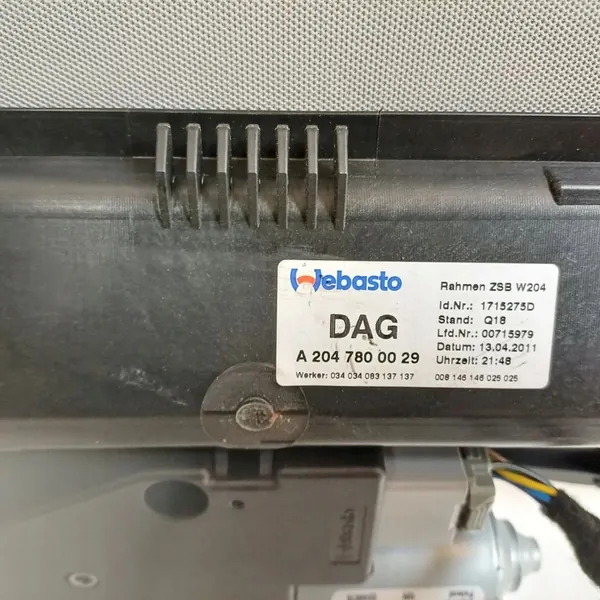 Webasto
DAG
A 204 780 00 29
Werker: 034 034 083 137 137
Rahmen ZSB W204
Id.Nr.: 1715275D
Stand: Q18
Lfd.Nr.: 00715979
Datum: 13.04.2011
Uhrzeit: 21:48
008 146 146 025 025